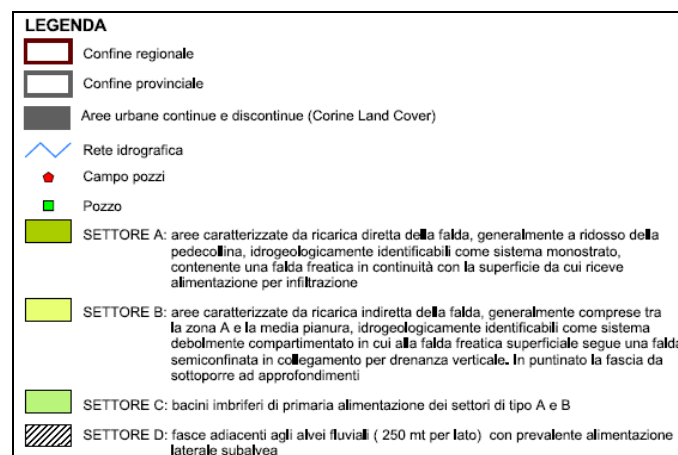 LEGENDA
Confine regionale
Confine provinciale
Aree urbane continue e discontinue (Corine Land Cover)
Rete idrografica
Campo pozzi
Pozzo
SETTORE A: aree caratterizzate da ricarica diretta della falda, generalmente a ridosso della
pedecollina, idrogeologicamente identificabili come sistema monostrato,
contenente una falda freatica in continuità con la superficie da cui riceve
alimentazione per infiltrazione
SETTORE B: aree caratterizzate da ricarica indiretta della falda, generalmente comprese tra
la zona A e la media pianura, idrogeologicamente identificabili come sistema
debolmente compartimentato in cui alla falda freatica superficiale segue una falda
semiconfinata in collegamento per drenanza verticale. In puntinato la fascia da
sottoporre ad approfondimenti
SETTORE C: bacini imbriferi di primaria alimentazione dei settori di tipo A e B
SETTORE D: fasce adiacenti agli alvei fluviali ( 250 mt per lato) con prevalente alimentazione
laterale subalvea